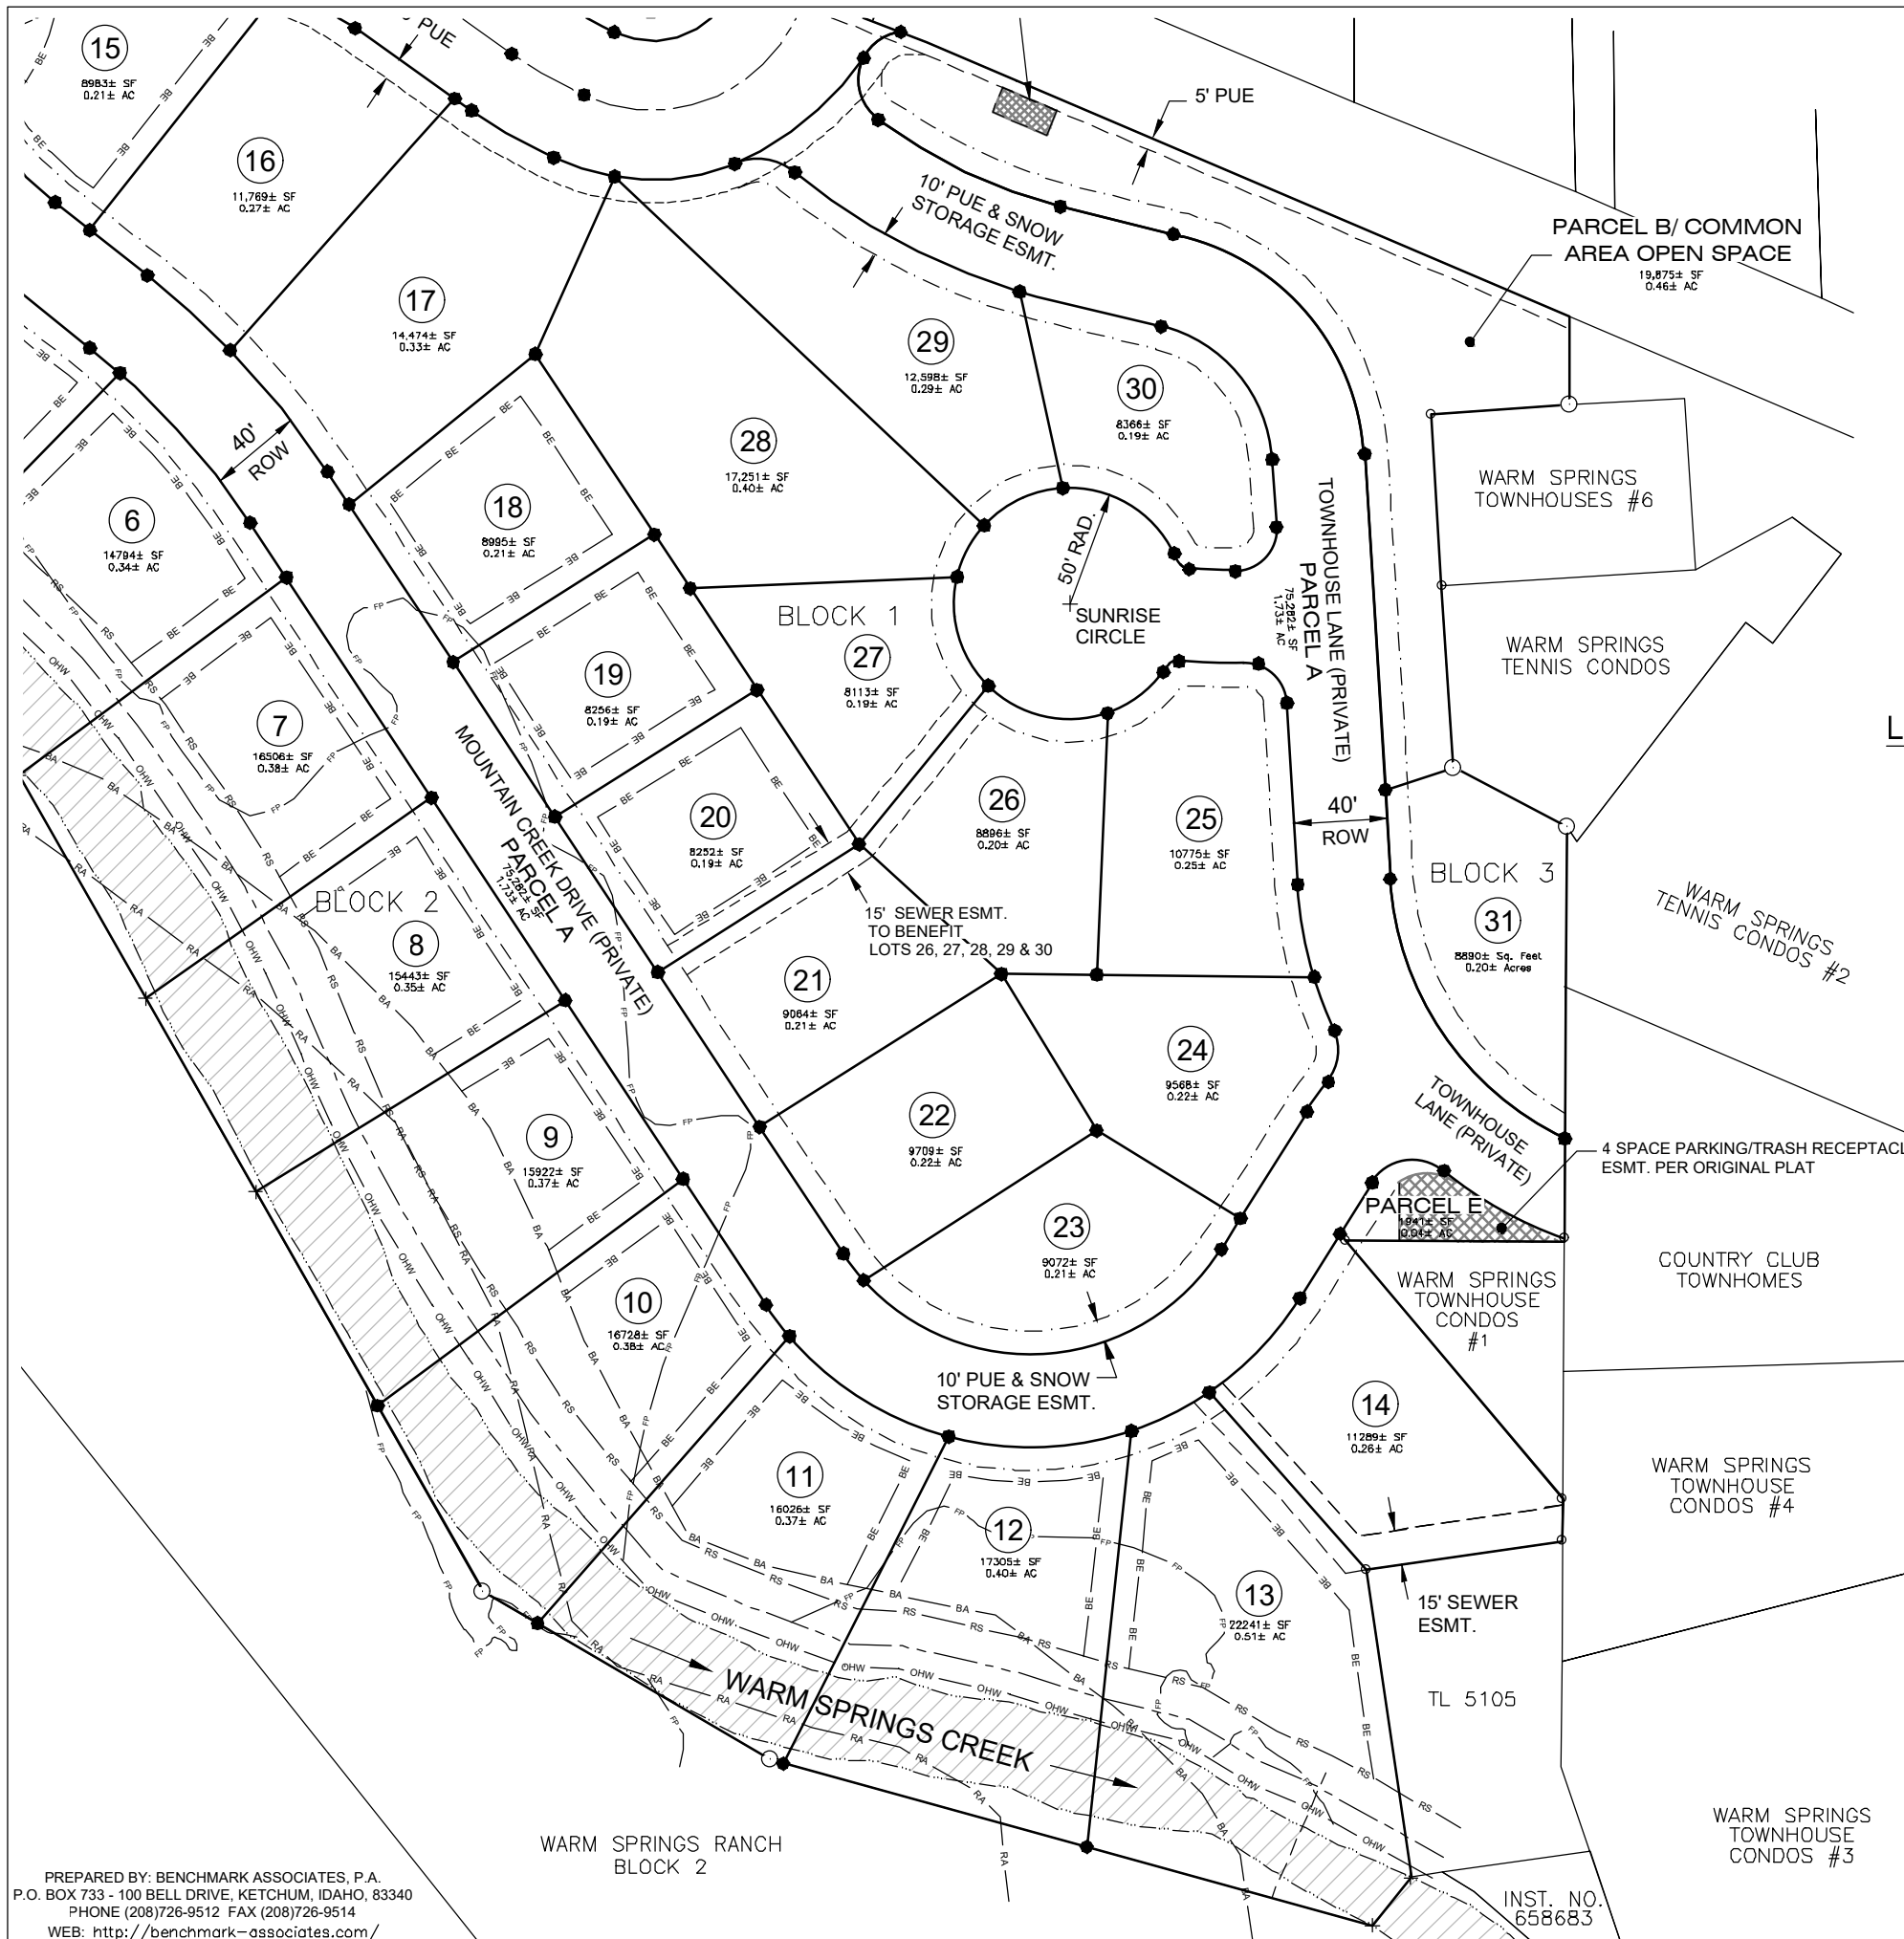 15
8983± SF
0.21± AC
PUE
16
11,769± SF
0.27± AC
5' PUE
10' PUE & SNOW
STORAGE ESMT.
PARCEL B/ COMMON
AREA OPEN SPACE
19,875± SF
0.46± AC
17
14,474± SF
0.33± AC
29
12,598± SF
0.29± AC
30
8366± SF
0.19± AC
28
17,251± SF
0.40± AC
40'
ROW
6
14794± SF
0.34± AC
18
8995± SF
0.21± AC
WARM SPRINGS
TOWNHOUSES #6
50' RAD.
SUNRISE
CIRCLE
TOWNHOUSE LANE (PRIVATE)
PARCEL A
75,282± SF
1.73± AC
BLOCK 1
27
8113± SF
0.19± AC
19
8256± SF
0.19± AC
WARM SPRINGS
TENNIS CONDOS
7
16506± SF
0.38± AC
L
MOUNTAIN CREEK DRIVE (PRIVATE)
PARCEL A
75,282± SF
1.73± AC
20
8252± SF
0.19± AC
26
8896± SF
0.20± AC
25
10775± SF
0.25± AC
40'
ROW
BLOCK 3
31
8890± Sq. Feet
0.20± Acres
WARM SPRINGS
TENNIS CONDOS #2
BLOCK 2
8
15443± SF
0.35± AC
15' SEWER ESMT.
TO BENEFIT
LOTS 26, 27, 28, 29 & 30
21
9064± SF
0.21± AC
24
9568± SF
0.22± AC
22
9709± SF
0.22± AC
9
15922± SF
0.37± AC
TOWNHOUSE
LANE (PRIVATE)
4 SPACE PARKING/TRASH RECEPTACL
ESMT. PER ORIGINAL PLAT
PARCEL E
1941± SF
0.04± AC
23
9072± SF
0.21± AC
COUNTRY CLUB
TOWNHOMES
WARM SPRINGS
TOWNHOUSE
CONDOS
#1
10
16728± SF
0.38± AC
10' PUE & SNOW
STORAGE ESMT.
14
11289± SF
0.26± AC
11
16026± SF
0.37± AC
WARM SPRINGS
TOWNHOUSE
CONDOS #4
12
17305± SF
0.40± AC
13
22241± SF
0.51± AC
15' SEWER
ESMT.
WARM SPRINGS CREEK
TL 5105
WARM SPRINGS RANCH
BLOCK 2
WARM SPRINGS
TOWNHOUSE
CONDOS #3
INST. NO.
658683
PREPARED BY: BENCHMARK ASSOCIATES, P.A.
P.O. BOX 733 - 100 BELL DRIVE, KETCHUM, IDAHO, 83340
PHONE (208)726-9512 FAX (208)726-9514
WEB: http://benchmark-associates.com/